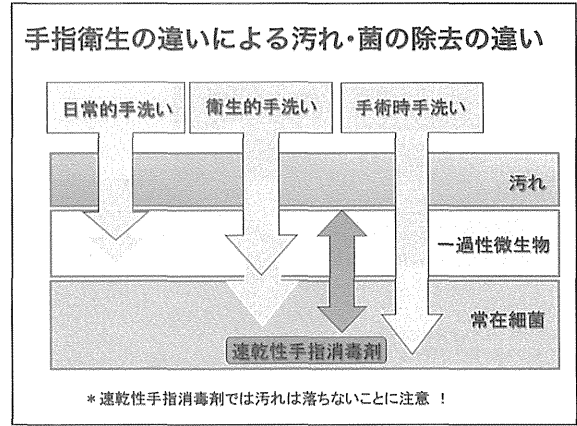 手指衛生の違いによる汚れ・菌の除去の違い
日常的手洗い
衛生的手洗い
手術時手洗い
汚れ
一過性微生物
常在細菌
速乾性手指消毒剤
＊速乾性手指消毒剤では汚れは落ちないことに注意 ！